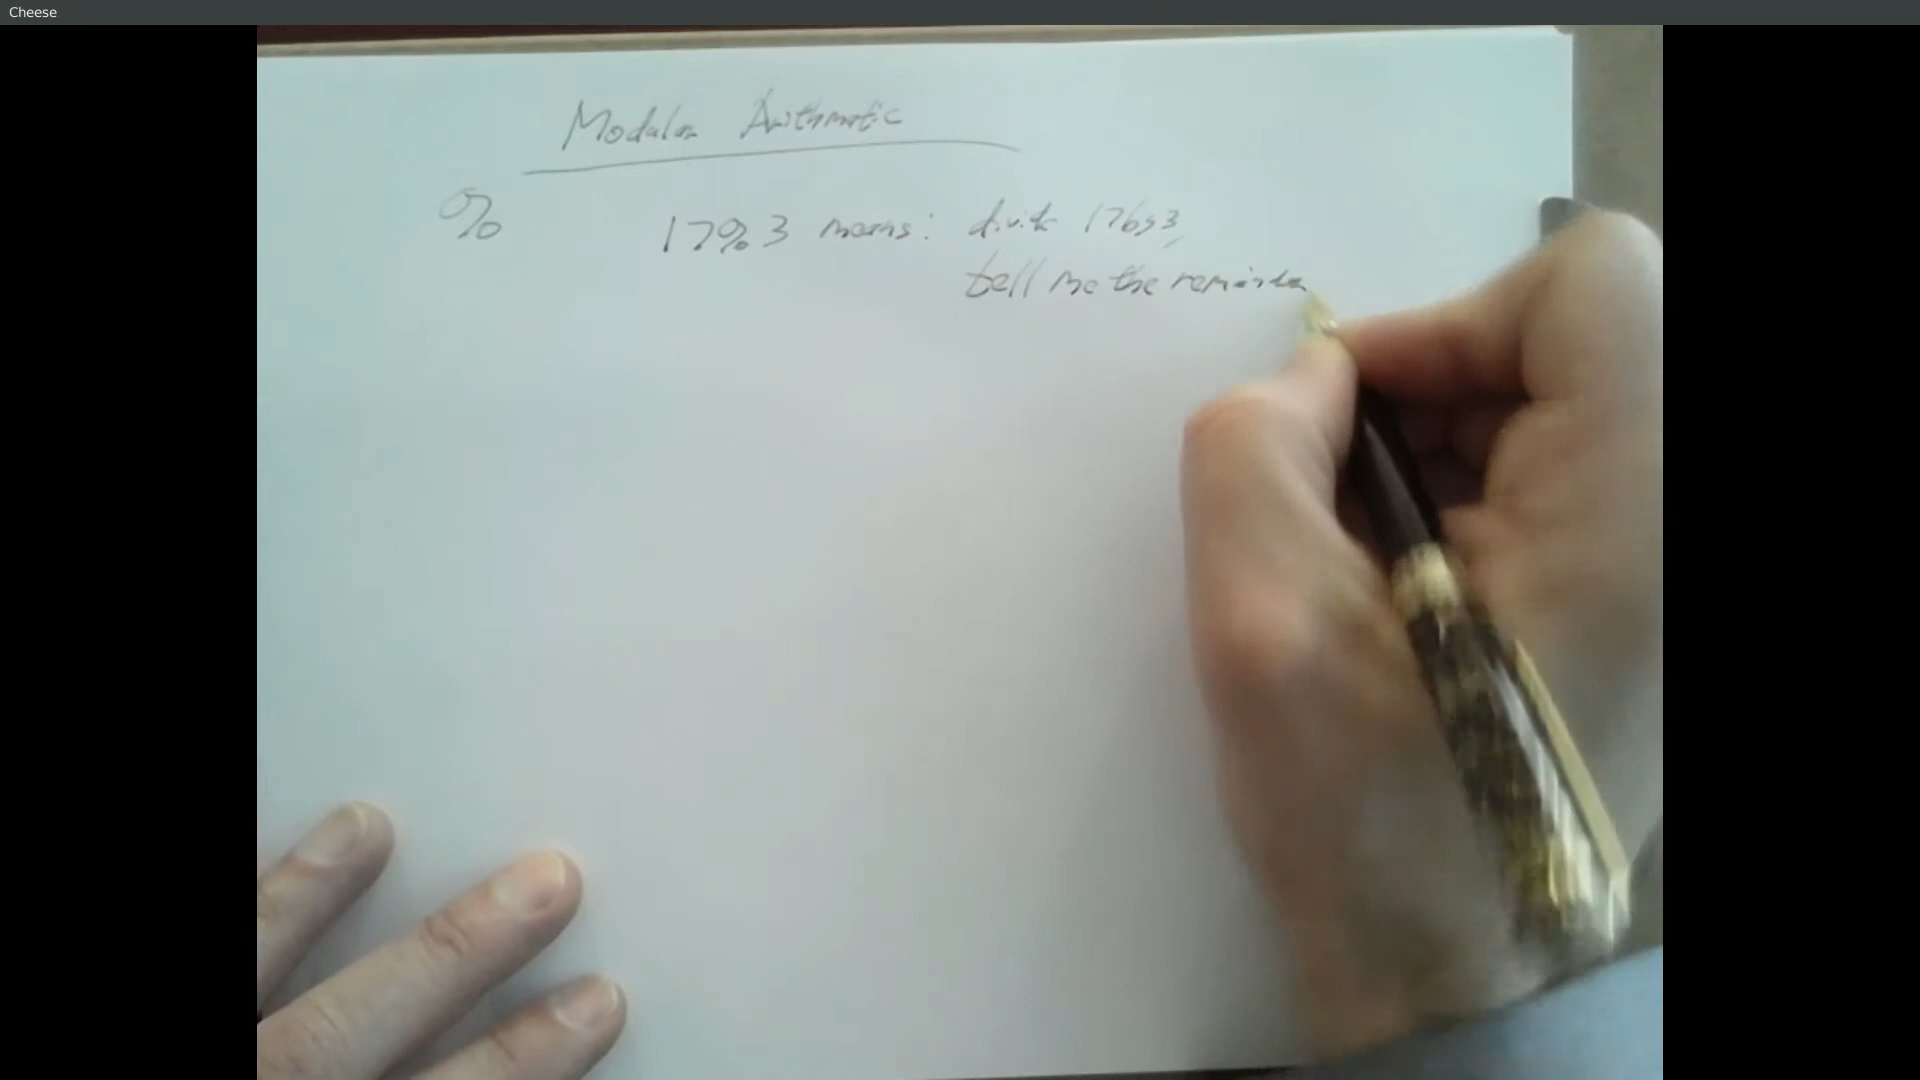 Cheese
Modular Arithmetic
% 17%3 means: divide 17 by 3,
tell me the remainder